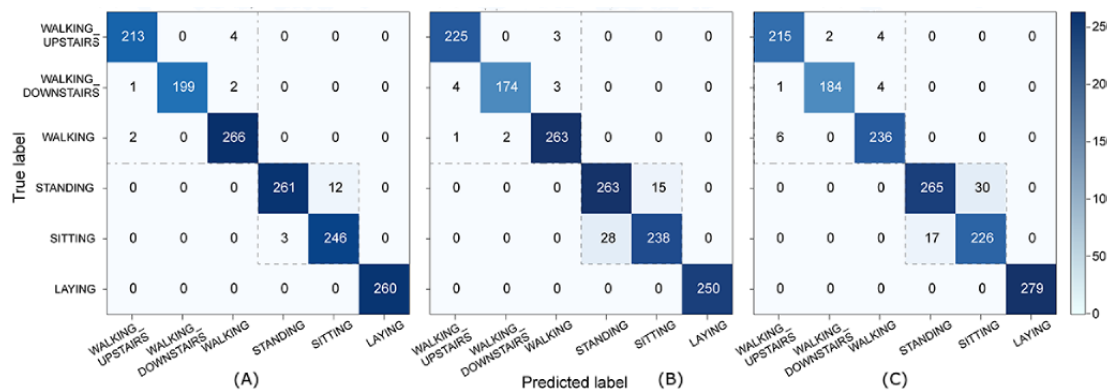 WALKING_
UPSTAIRS
213 0 4 0 0 0
225 0 3 0 0 0
215 2 4 0 0 0
WALKING_
DOWNSTAIRS
1 199 2 0 0 0
4 174 3 0 0 0
1 184 4 0 0 0
WALKING
2 0 266 0 0 0
1 2 263 0 0 0
6 0 236 0 0 0
STANDING
0 0 0 261 12 0
0 0 0 263 15 0
0 0 0 265 30 0
SITTING
0 0 0 3 246 0
0 0 0 28 238 0
0 0 0 17 226 0
LAYING
0 0 0 0 0 260
0 0 0 0 0 250
0 0 0 0 0 279
True label
WALKING_
UPSTAIRS
WALKING_
DOWNSTAIRS
WALKING
STANDING
SITTING
LAYING
WALKING_
UPSTAIRS
WALKING_
DOWNSTAIRS
WALKING
STANDING
SITTING
LAYING
WALKING_
UPSTAIRS
WALKING_
DOWNSTAIRS
WALKING
STANDING
SITTING
LAYING
(A)
(B)
(C)
Predicted label
50
0